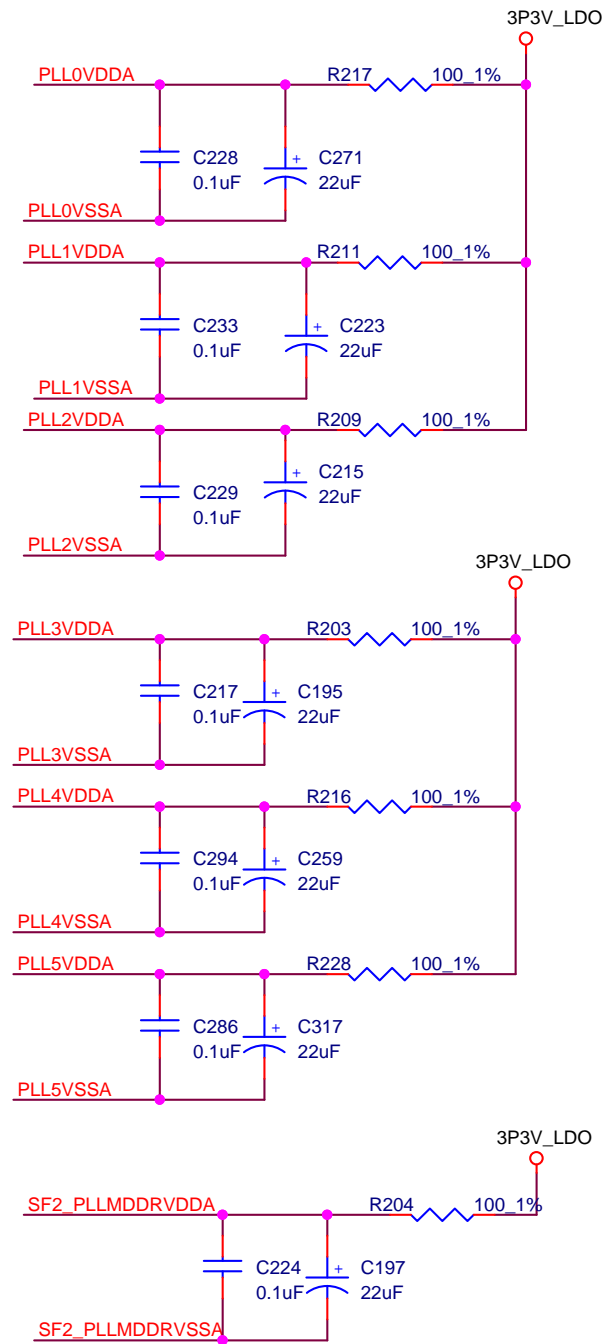 3P3V_LDO
PLL0VDDA
R217 100_1%
C228 C271
0.1uF 22uF
PLL0VSSA
PLL1VDDA
R211 100_1%
C233 C223
0.1uF 22uF
PLL1VSSA
PLL2VDDA
R209 100_1%
C229 C215
0.1uF 22uF
PLL2VSSA
3P3V_LDO
PLL3VDDA
R203 100_1%
C217 C195
0.1uF 22uF
PLL3VSSA
PLL4VDDA
R216 100_1%
C294 C259
0.1uF 22uF
PLL4VSSA
PLL5VDDA
R228 100_1%
C286 C317
0.1uF 22uF
PLL5VSSA
3P3V_LDO
SF2_PLLMDDRVDDA
R204 100_1%
C224 C197
0.1uF 22uF
SF2_PLLMDDRVSSA